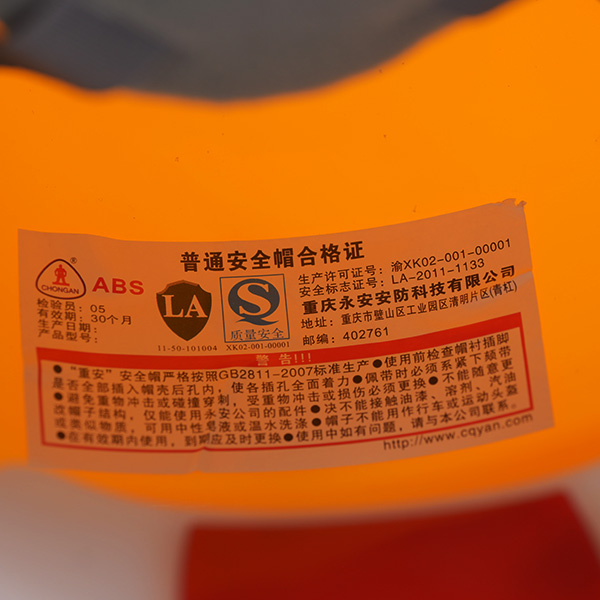 普通安全帽合格证
®
CHONGAN
ABS
检验员：05
有效期：30个月
生产日期：
产品型号：
LA
11-50-101004
S
质量安全
XK02-001-00001
生产许可证号：渝XK02-001-00001
安全标志证号：LA-2011-1133
重庆永安安防科技有限公司
地址：重庆市璧山区工业园区清明片区(青杠)
邮编：402761
警告!!!
●“重安”安全帽严格按照GB2811-2007标准生产●使用前检查帽衬插脚
是否全部插入帽壳后孔内，使各插孔全面着力●佩带时必须系紧下颏带
●避免重物冲击或碰撞穿刺，受重物冲击或损伤必须更换●不能随意更
改帽子结构，仅能使用永安公司的配件●决不能接触油漆、溶剂、汽油
或类似物质，可用中性皂液或温水洗涤●帽子不能用作行车或运动头盔
●在有效期内使用，到期应及时更换●使用中如有问题，请与本公司联系。
http://www.cqyan.com